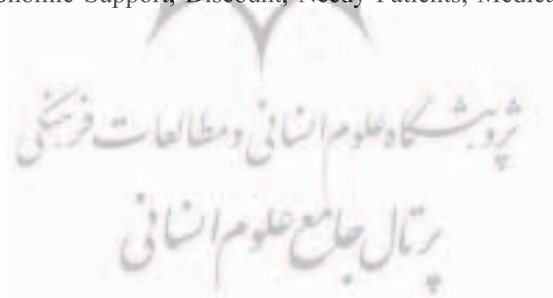 Support, Discount, Needy Patients,
پژوهشگاه علوم انسانی و مطالعات فرهنگی
پرتال جامع علوم انسانی